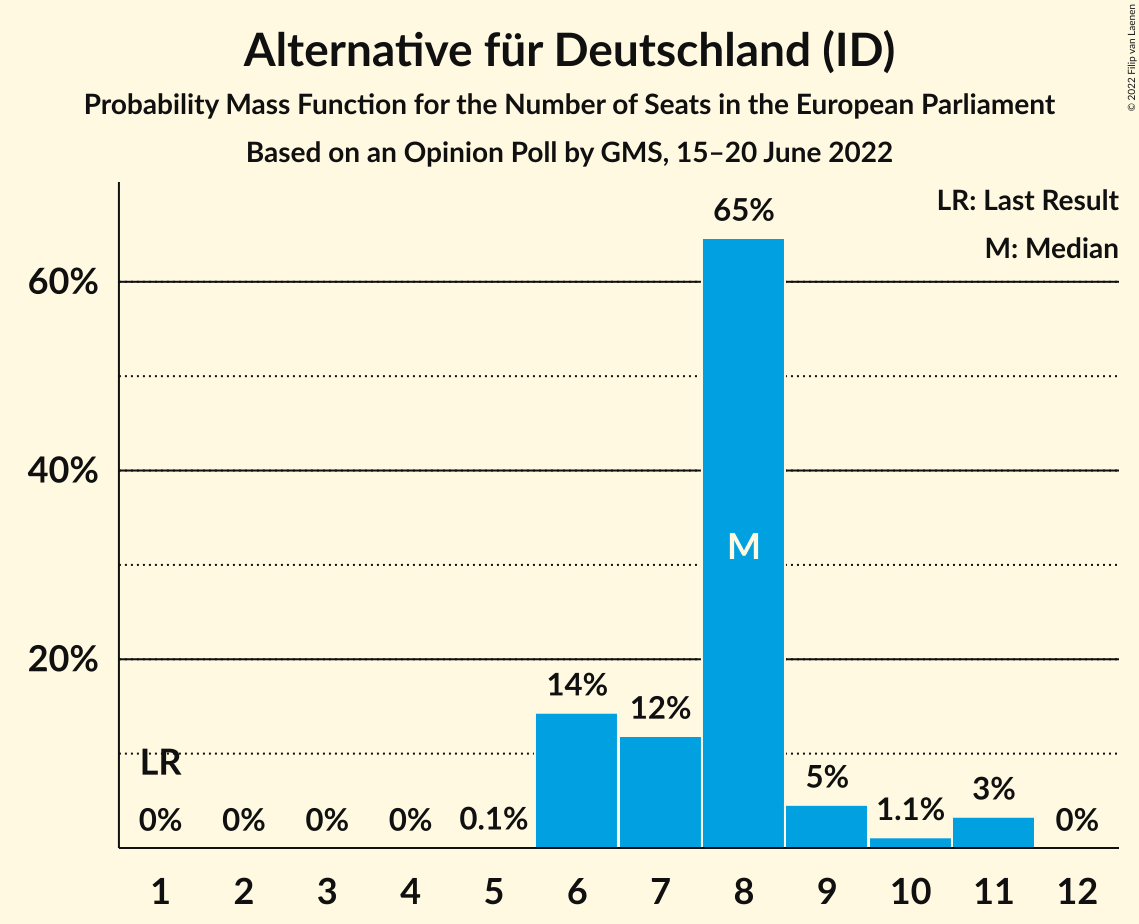 Alternative für Deutschland (ID)
Probability Mass Function for the Number of Seats in the European Parliament
Based on an Opinion Poll by GMS, 15–20 June 2022
© 2022 Filip van Laenen
LR: Last Result
M: Median
60%
40%
20%
65%
M
14%
12%
LR
0%
0%
0%
0%
0.1%
5%
1.1%
3%
0%
1 2 3 4 5 6 7 8 9 10 11 12